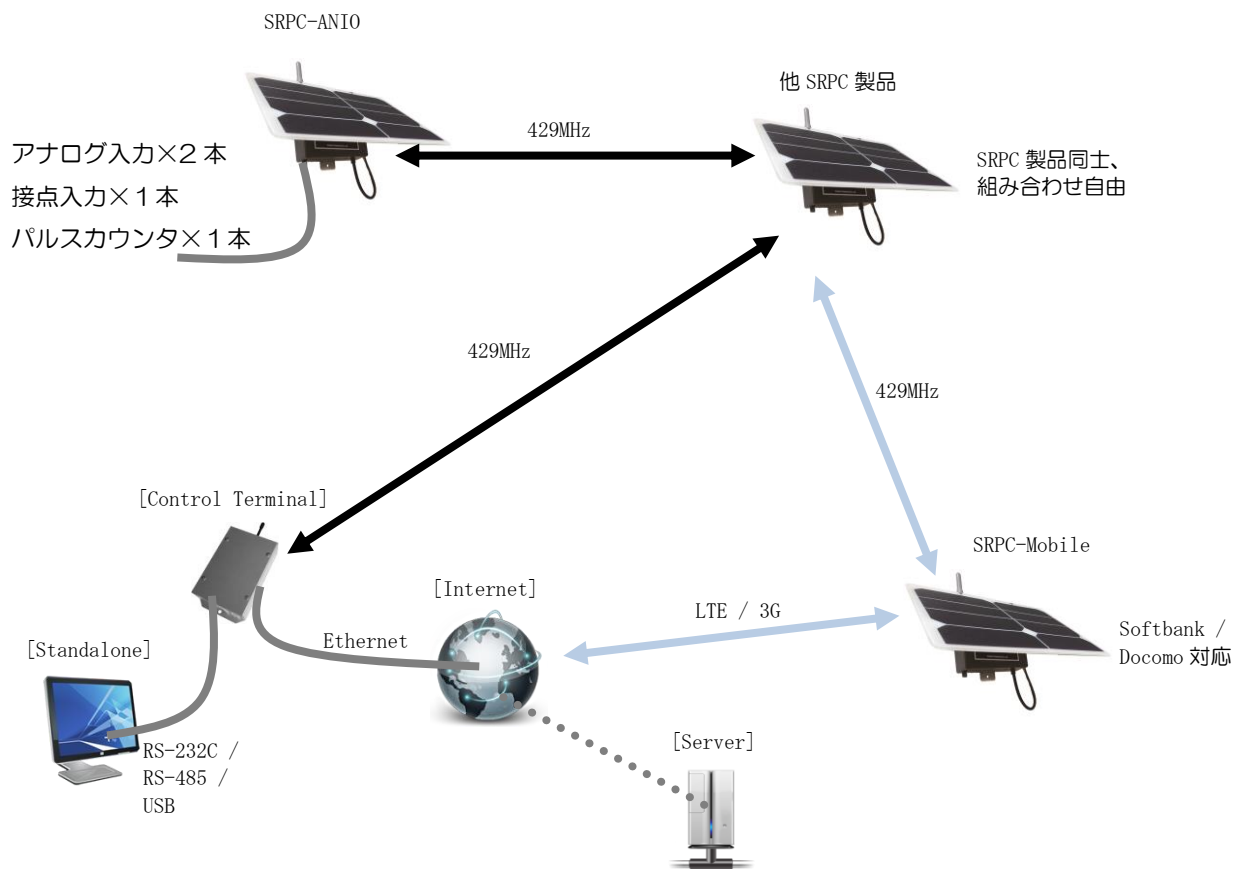 SRPC-ANIO
他 SRPC 製品
429MHz
アナログ入力×2 本
接点入力×1本
パルスカウンタ×1本
SRPC 製品同士、
組み合わせ自由
429MHz
429MHz
[Control Terminal]
SRPC-Mobile
[Internet]
LTE / 3G
Softbank /
Docomo 対応
Ethernet
[Standalone]
RS-232C /
RS-485 /
USB
[Server]